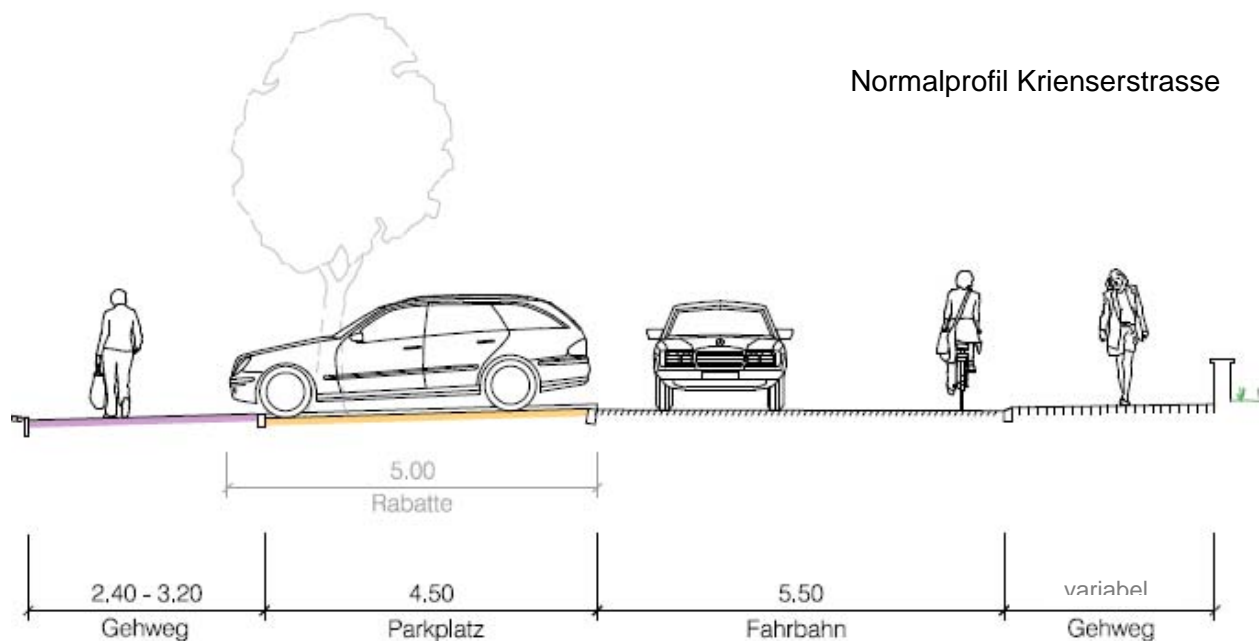 Normalprofil Krienserstrasse
5.00
Rabatte
2.40 - 3.20 4.50 5.50 variabel
Gehweg Parkplatz Fahrbahn Gehweg